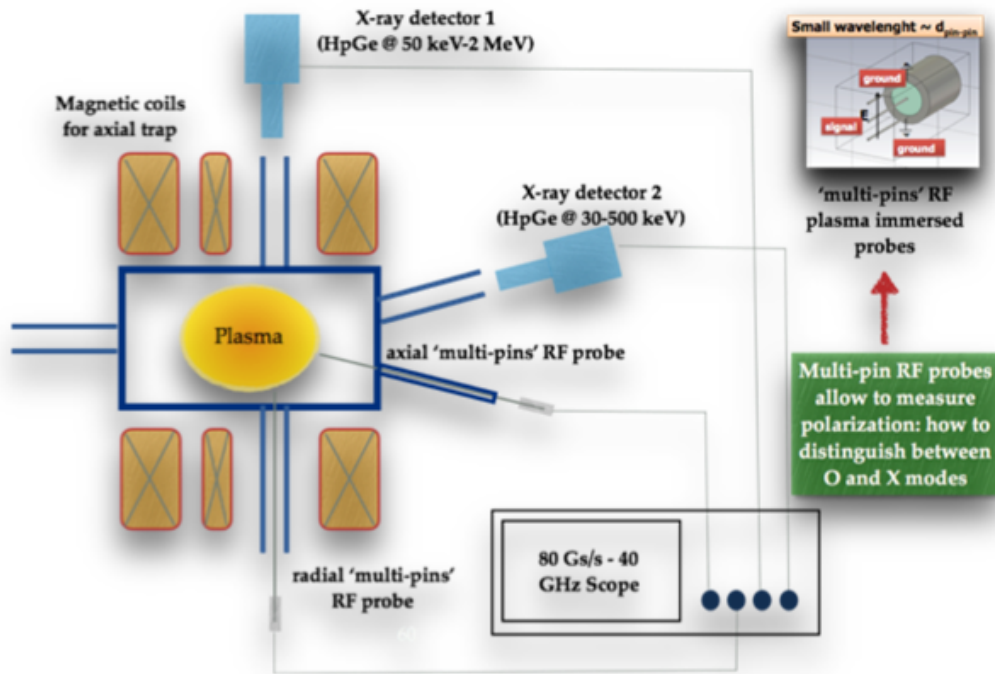 X-ray detector 1
(HpGe @ 50 keV-2 MeV)
Small wavelenght ~ d_pin-pin
ground
E
signal
ground
Magnetic coils
for axial trap
X-ray detector 2
(HpGe @ 30-500 keV)
'multi-pins' RF
plasma immersed
probes
Plasma
axial 'multi-pins' RF probe
Multi-pin RF probes
allow to measure
polarization: how to
distinguish between
O and X modes
80 Gs/s - 40
GHz Scope
radial 'multi-pins'
RF probe
60